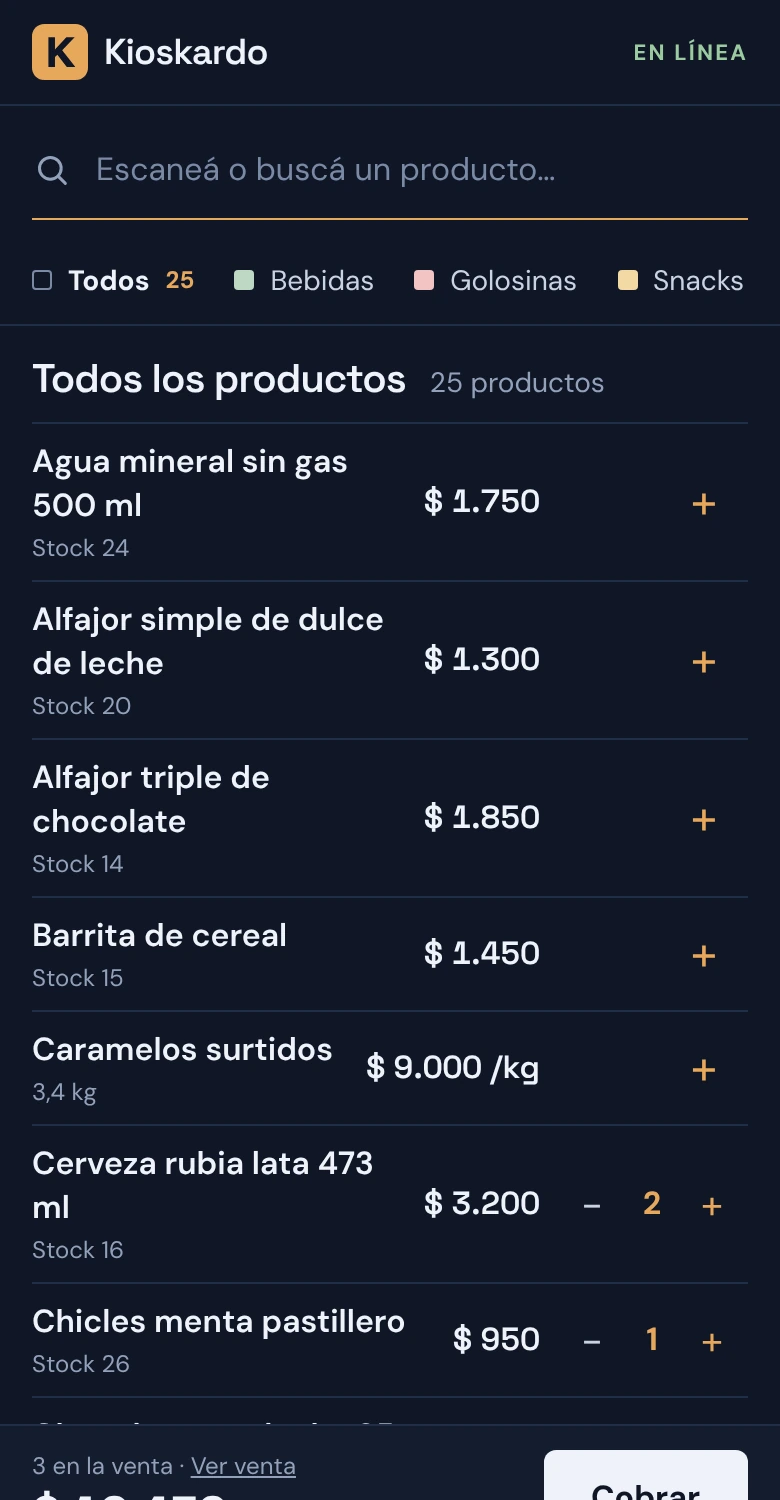 K Kioskardo EN LÍNEA
Escaneá o buscá un producto...
Todos 25 Bebidas Golosinas Snacks
Todos los productos 25 productos
Agua mineral sin gas
500 ml
$ 1.750 +
Stock 24
Alfajor simple de dulce
de leche
$ 1.300 +
Stock 20
Alfajor triple de
chocolate
$ 1.850 +
Stock 14
Barrita de cereal
$ 1.450 +
Stock 15
Caramelos surtidos
$ 9.000 /kg +
3,4 kg
Cerveza rubia lata 473
ml
$ 3.200 − 2 +
Stock 16
Chicles menta pastillero
$ 950 − 1 +
Stock 26
3 en la venta · Ver venta
Cobrar